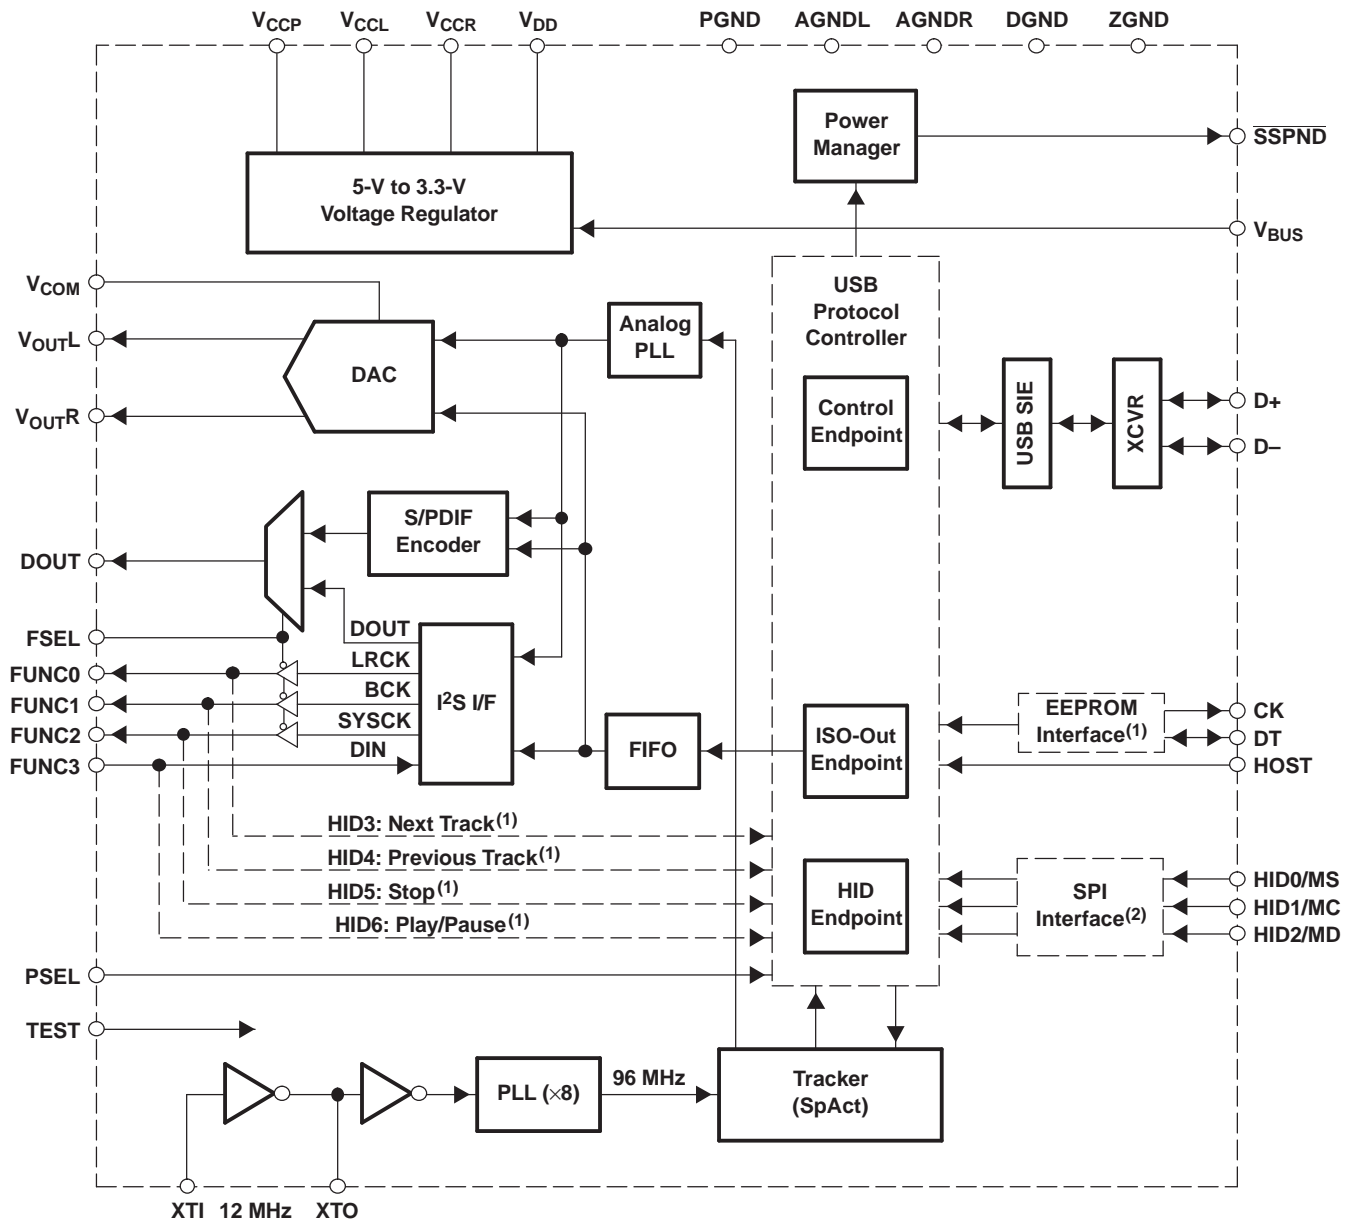 VCCP VCCL VCCR VDD PGND AGNDL AGNDR DGND ZGND
Power
Manager
SSPND
5-V to 3.3-V
Voltage Regulator
VBUS
VCOM
USB
Protocol
Controller
VOUTL
Analog
PLL
DAC
VOUTR
Control
Endpoint
USB SIE
XCVR
D+
D–
S/PDIF
Encoder
DOUT
FSEL
DOUT
FUNC0
LRCK
FUNC1
BCK
I2S I/F
FUNC2
SYSCK
FUNC3
DIN
FIFO
ISO-Out
Endpoint
EEPROM
Interface(1)
CK
DT
HOST
HID3: Next Track(1)
HID4: Previous Track(1)
HID5: Stop(1)
HID6: Play/Pause(1)
HID
Endpoint
SPI
Interface(2)
HID0/MS
HID1/MC
HID2/MD
PSEL
TEST
PLL (×8)
96 MHz
Tracker
(SpAct)
XTI 12 MHz XTO